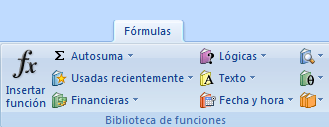 Fórmulas
fx
Insertar
función
Σ Autosuma
Usadas recientemente
Financieras
Lógicas
A Texto
Fecha y hora
θ
Biblioteca de funciones